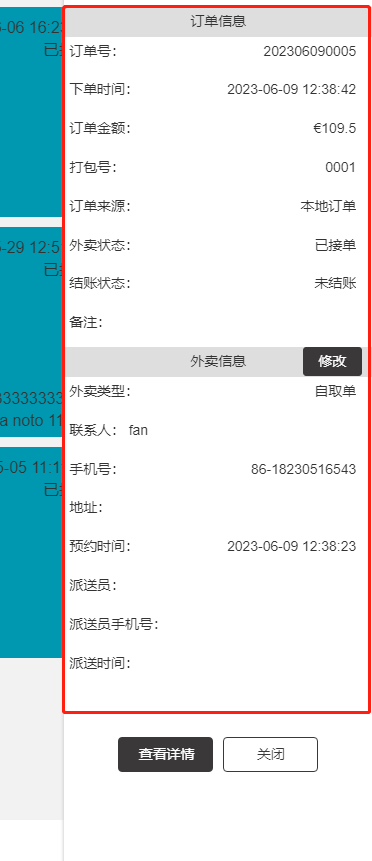 -06 16:23
已接
-29 12:5
已接
33333333
a noto 11
5-05 11:1
已接
订单信息
订单号： 202306090005
下单时间： 2023-06-09 12:38:42
订单金额： €109.5
打包号： 0001
订单来源： 本地订单
外卖状态： 已接单
结账状态： 未结账
备注：
外卖信息 修改
外卖类型： 自取单
联系人： fan
手机号： 86-18230516543
地址：
预约时间： 2023-06-09 12:38:23
派送员：
派送员手机号：
派送时间：
查看详情 关闭